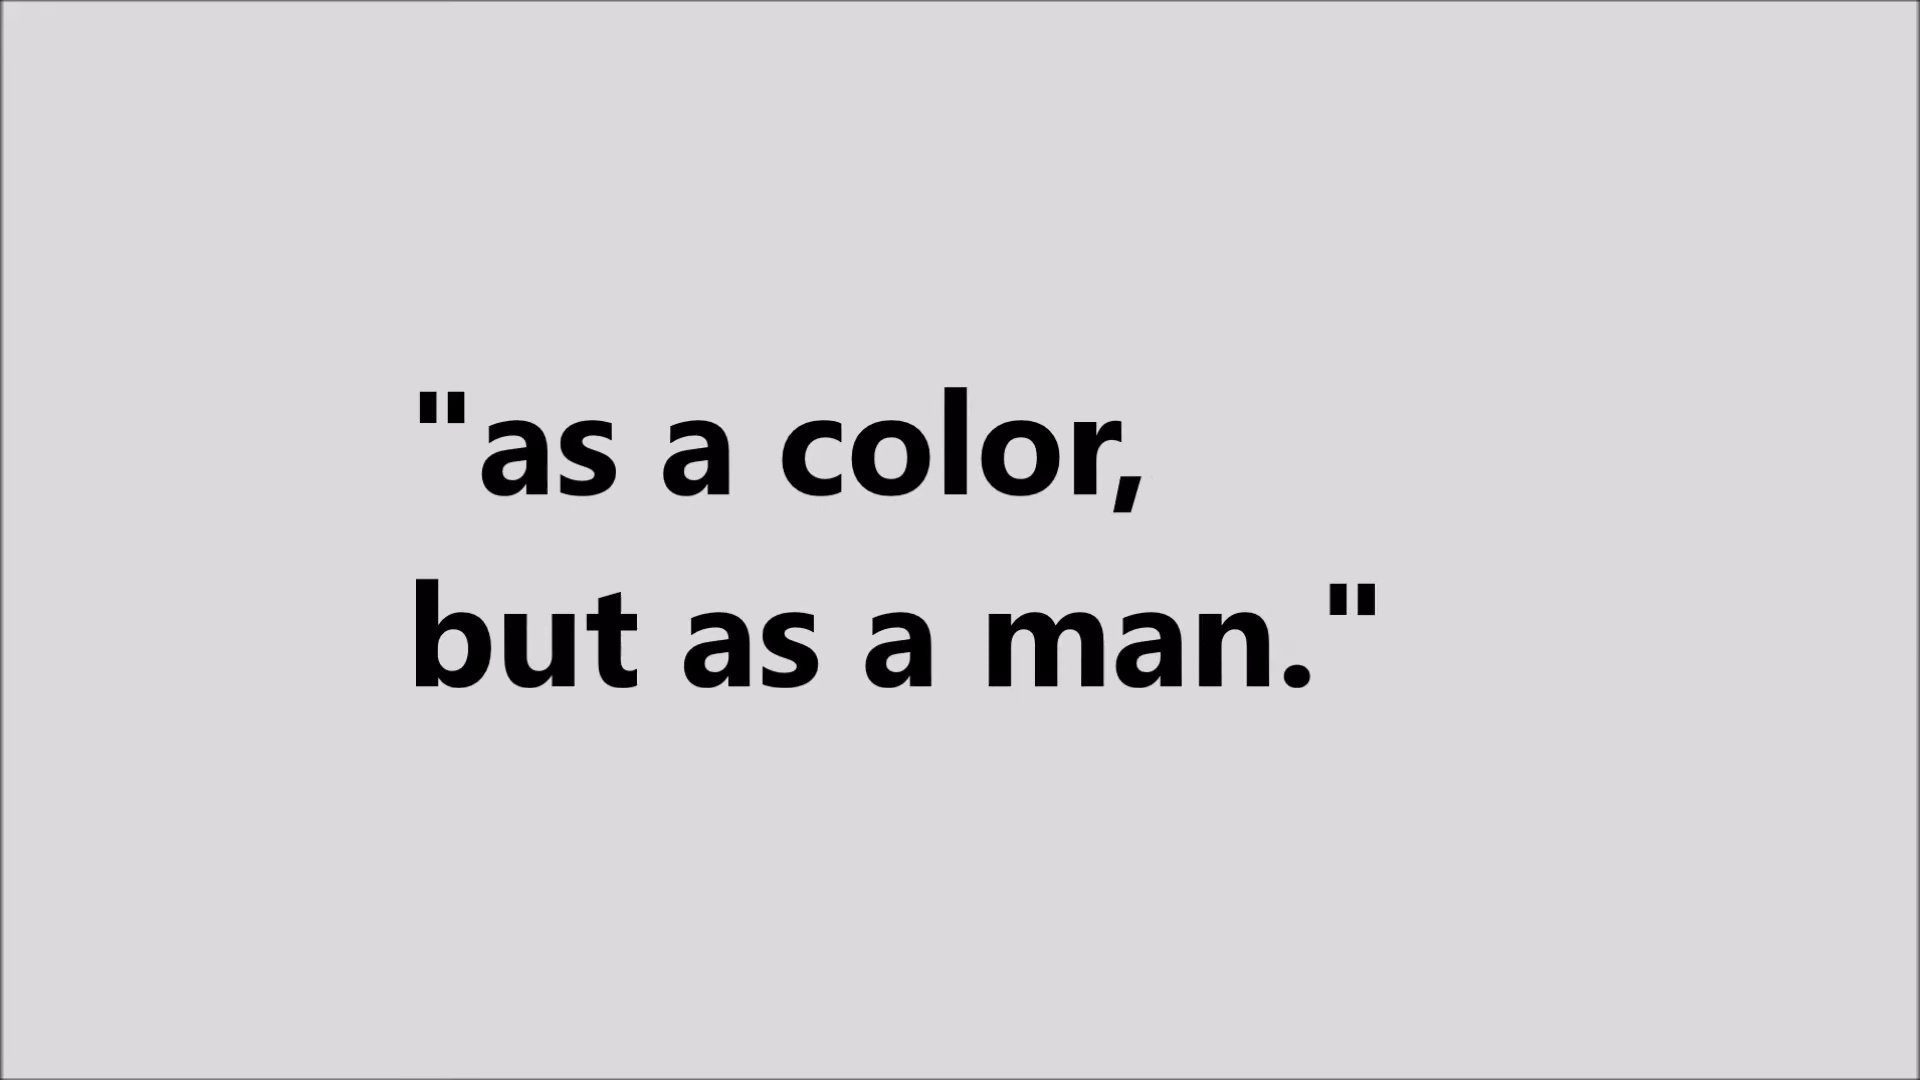 "as a color,
but as a man."